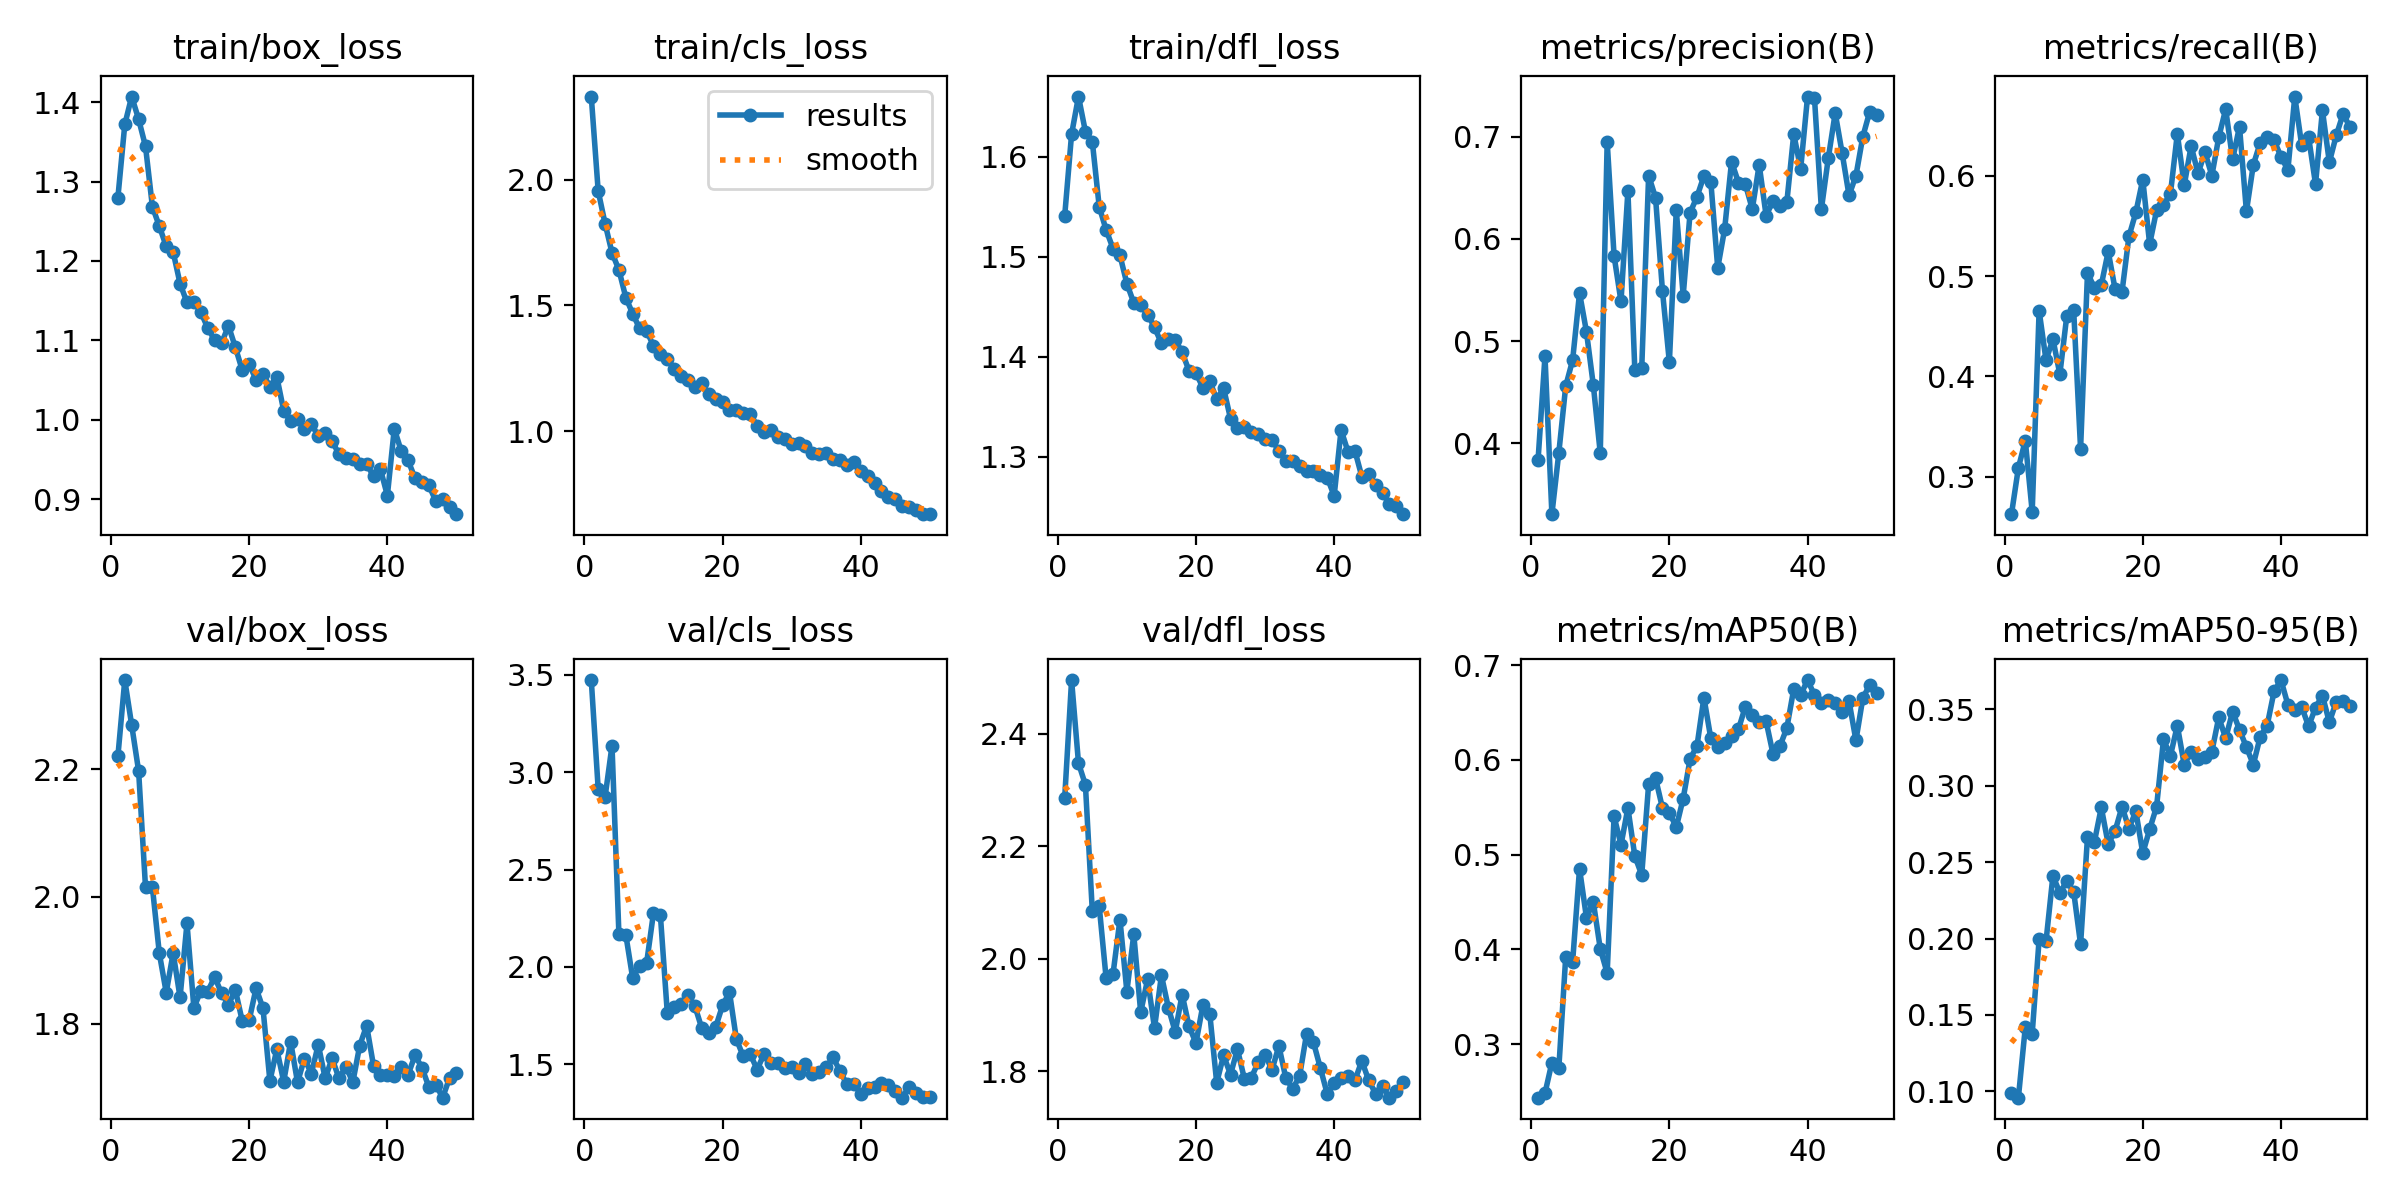 train/box_loss
1.4
1.3
1.2
1.1
1.0
0.9
0 20 40
train/cls_loss
results
smooth
2.0
1.5
1.0
0 20 40
train/dfl_loss
1.6
1.5
1.4
1.3
0 20 40
metrics/precision(B)
0.7
0.6
0.5
0.4
0 20 40
metrics/recall(B)
0.6
0.5
0.4
0.3
0 20 40
val/box_loss
2.2
2.0
1.8
0 20 40
val/cls_loss
3.5
3.0
2.5
2.0
1.5
0 20 40
val/dfl_loss
2.4
2.2
2.0
1.8
0 20 40
metrics/mAP50(B)
0.7
0.6
0.5
0.4
0.3
0 20 40
metrics/mAP50-95(B)
0.35
0.30
0.25
0.20
0.15
0.10
0 20 40